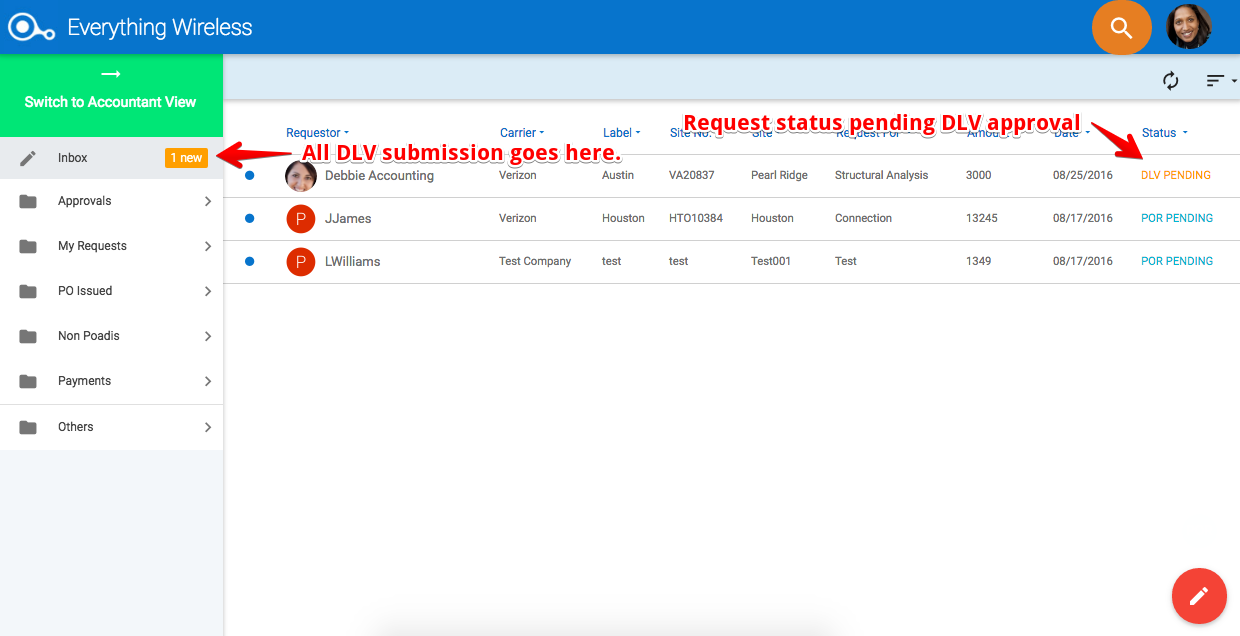 Everything Wireless
Switch to Accountant View
Request status pending DLV approval
Requestor Carrier Label Site No. Site Request For Amount Date Status
Inbox 1 new
All DLV submission goes here.
Debbie Accounting Verizon Austin VA20837 Pearl Ridge Structural Analysis 3000 08/25/2016 DLV PENDING
Approvals
P JJames Verizon Houston HTO10384 Houston Connection 13245 08/17/2016 POR PENDING
My Requests
P LWilliams Test Company test test Test001 Test 1349 08/17/2016 POR PENDING
PO Issued
Non Poadis
Payments
Others